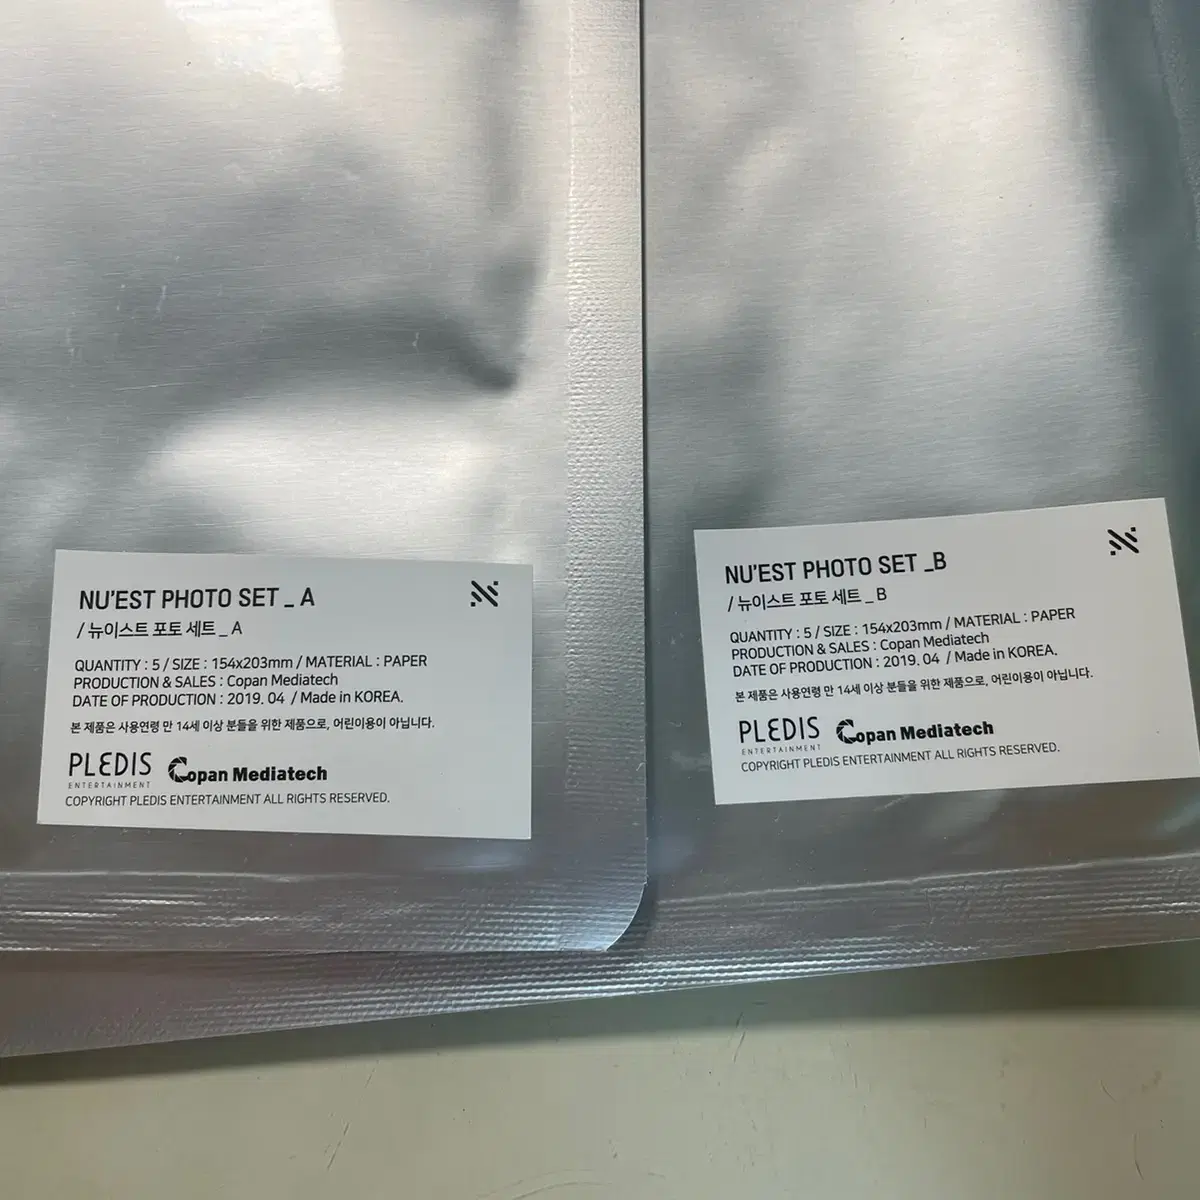 NU'EST PHOTO SET _ A
/ 뉴이스트 포토 세트 _ A
QUANTITY : 5 / SIZE : 154x203mm / MATERIAL : PAPER
PRODUCTION & SALES : Copan Mediatech
DATE OF PRODUCTION : 2019. 04 / Made in KOREA.
본 제품은 사용연령 만 14세 이상 분들을 위한 제품으로, 어린이용이 아닙니다.
PLEDIS Copan Mediatech
ENTERTAINMENT
COPYRIGHT PLEDIS ENTERTAINMENT ALL RIGHTS RESERVED.
NU'EST PHOTO SET _B
/ 뉴이스트 포토 세트 _ B
QUANTITY : 5 / SIZE : 154x203mm / MATERIAL : PAPER
PRODUCTION & SALES : Copan Mediatech
DATE OF PRODUCTION : 2019. 04 / Made in KOREA.
본 제품은 사용연령 만 14세 이상 분들을 위한 제품으로, 어린이용이 아닙니다.
PLEDIS Copan Mediatech
ENTERTAINMENT
COPYRIGHT PLEDIS ENTERTAINMENT ALL RIGHTS RESERVED.